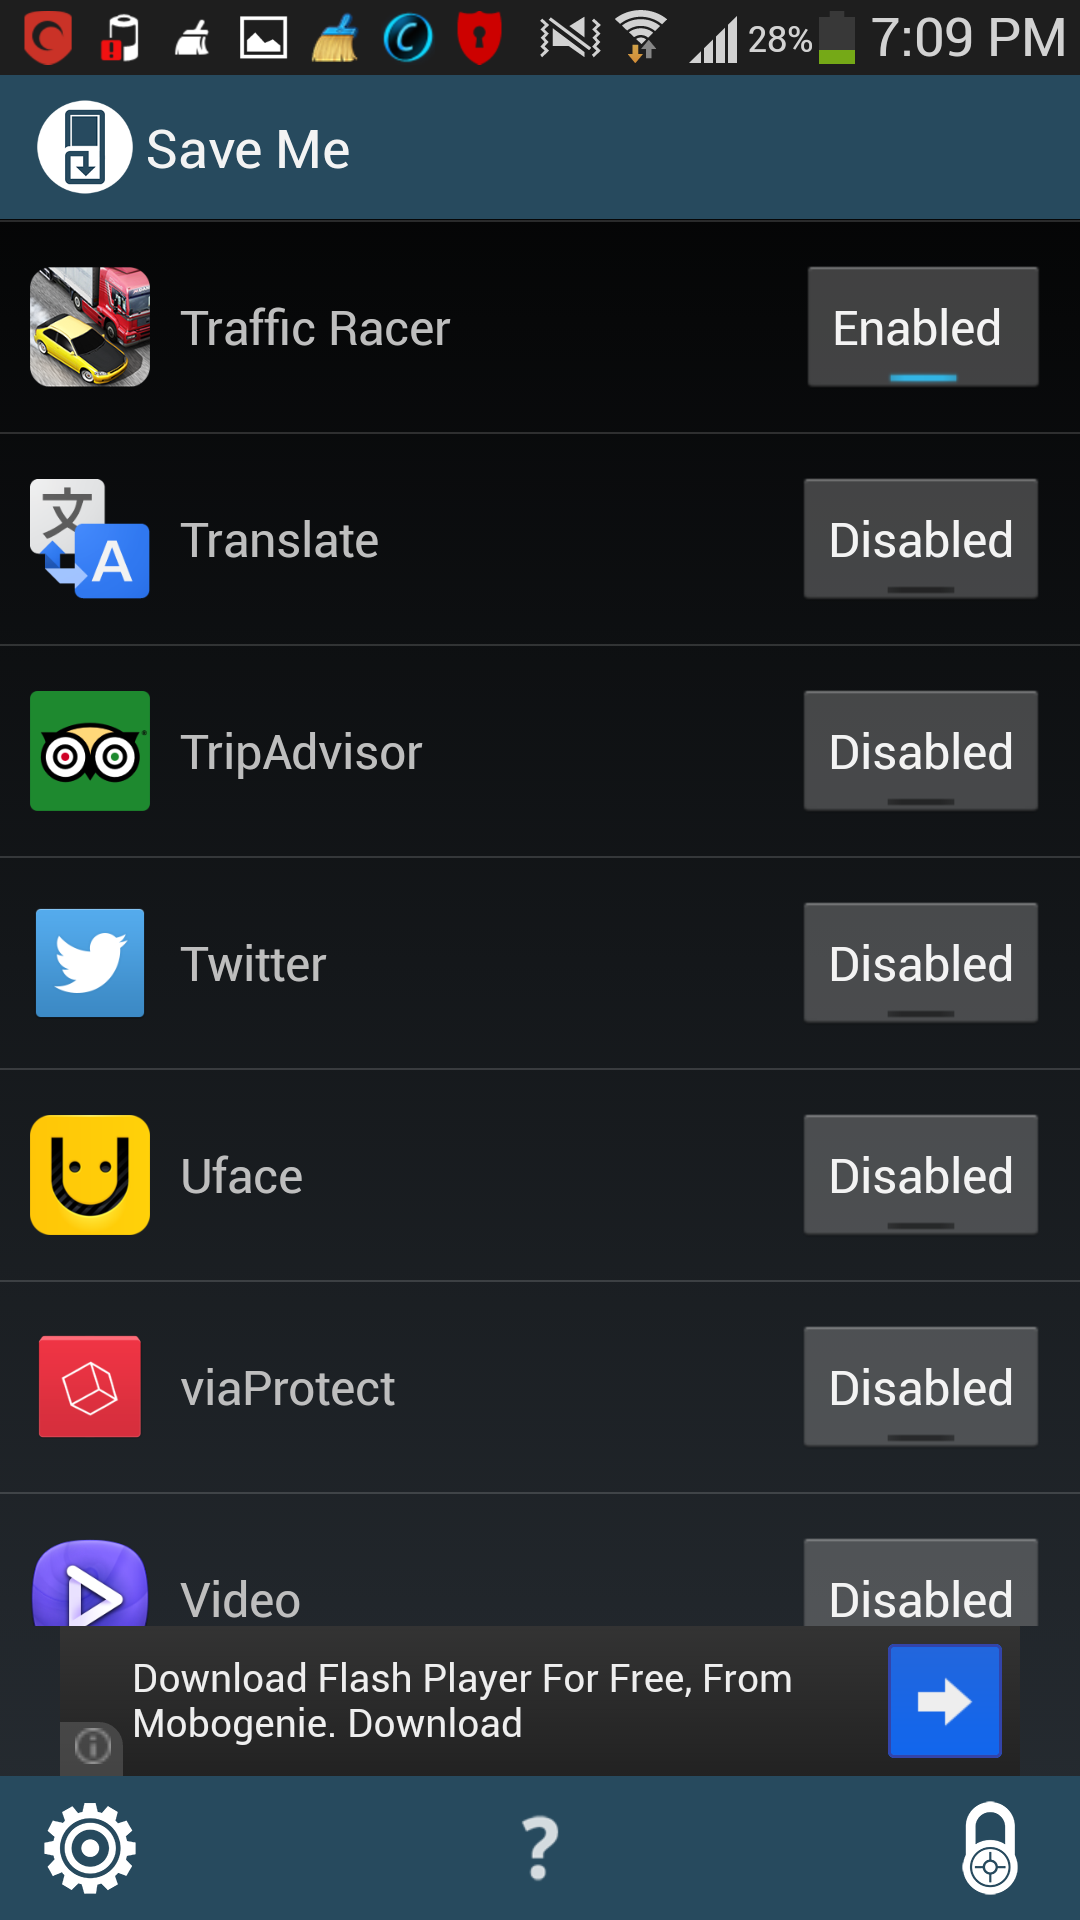 28% 7:09 PM
Save Me
Traffic Racer Enabled
文
A
Translate Disabled
TripAdvisor Disabled
Twitter Disabled
Uface Disabled
viaProtect Disabled
Video Disabled
Download Flash Player For Free, From
Mobogenie. Download
?